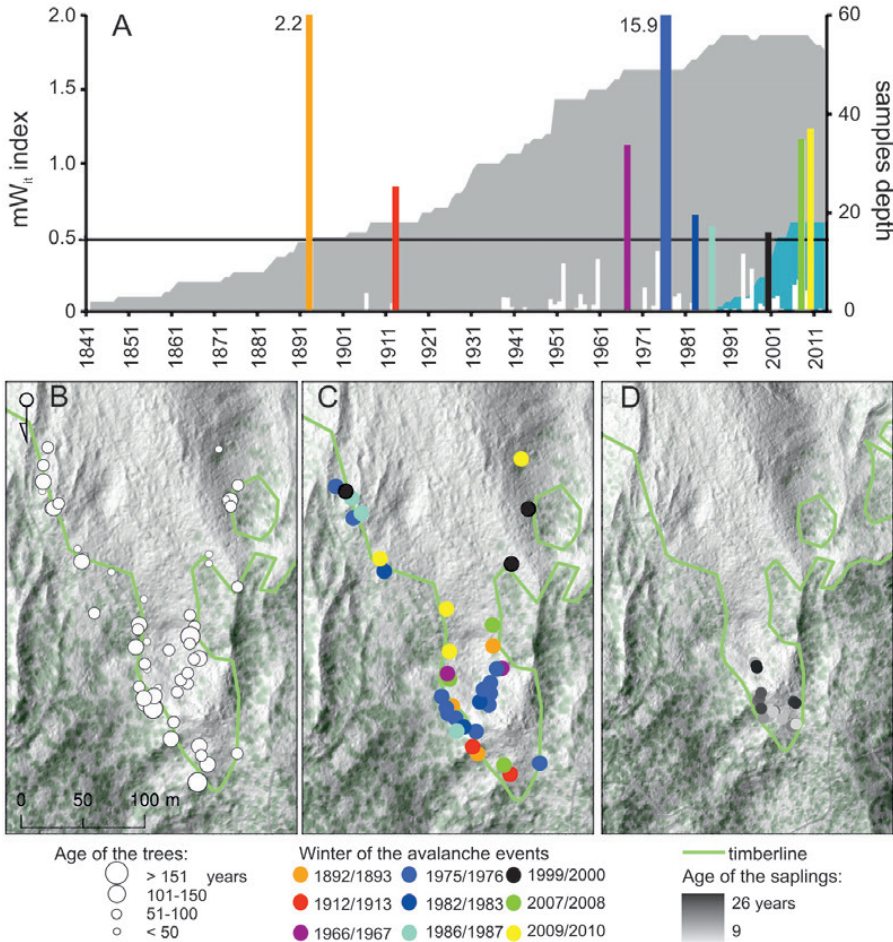 A
2.2
15.9
mW_it index
2.0
1.5
1.0
0.5
0
samples depth
60
40
20
0
1841
1851
1861
1871
1881
1891
1901
1911
1921
1931
1941
1951
1961
1971
1981
1991
2001
2011
B
C
D
0 50 100 m
Age of the trees:
> 151 years
101-150
51-100
< 50
Winter of the avalanche events
1892/1893 1975/1976 1999/2000
1912/1913 1982/1983 2007/2008
1966/1967 1986/1987 2009/2010
timberline
Age of the saplings:
26 years
9